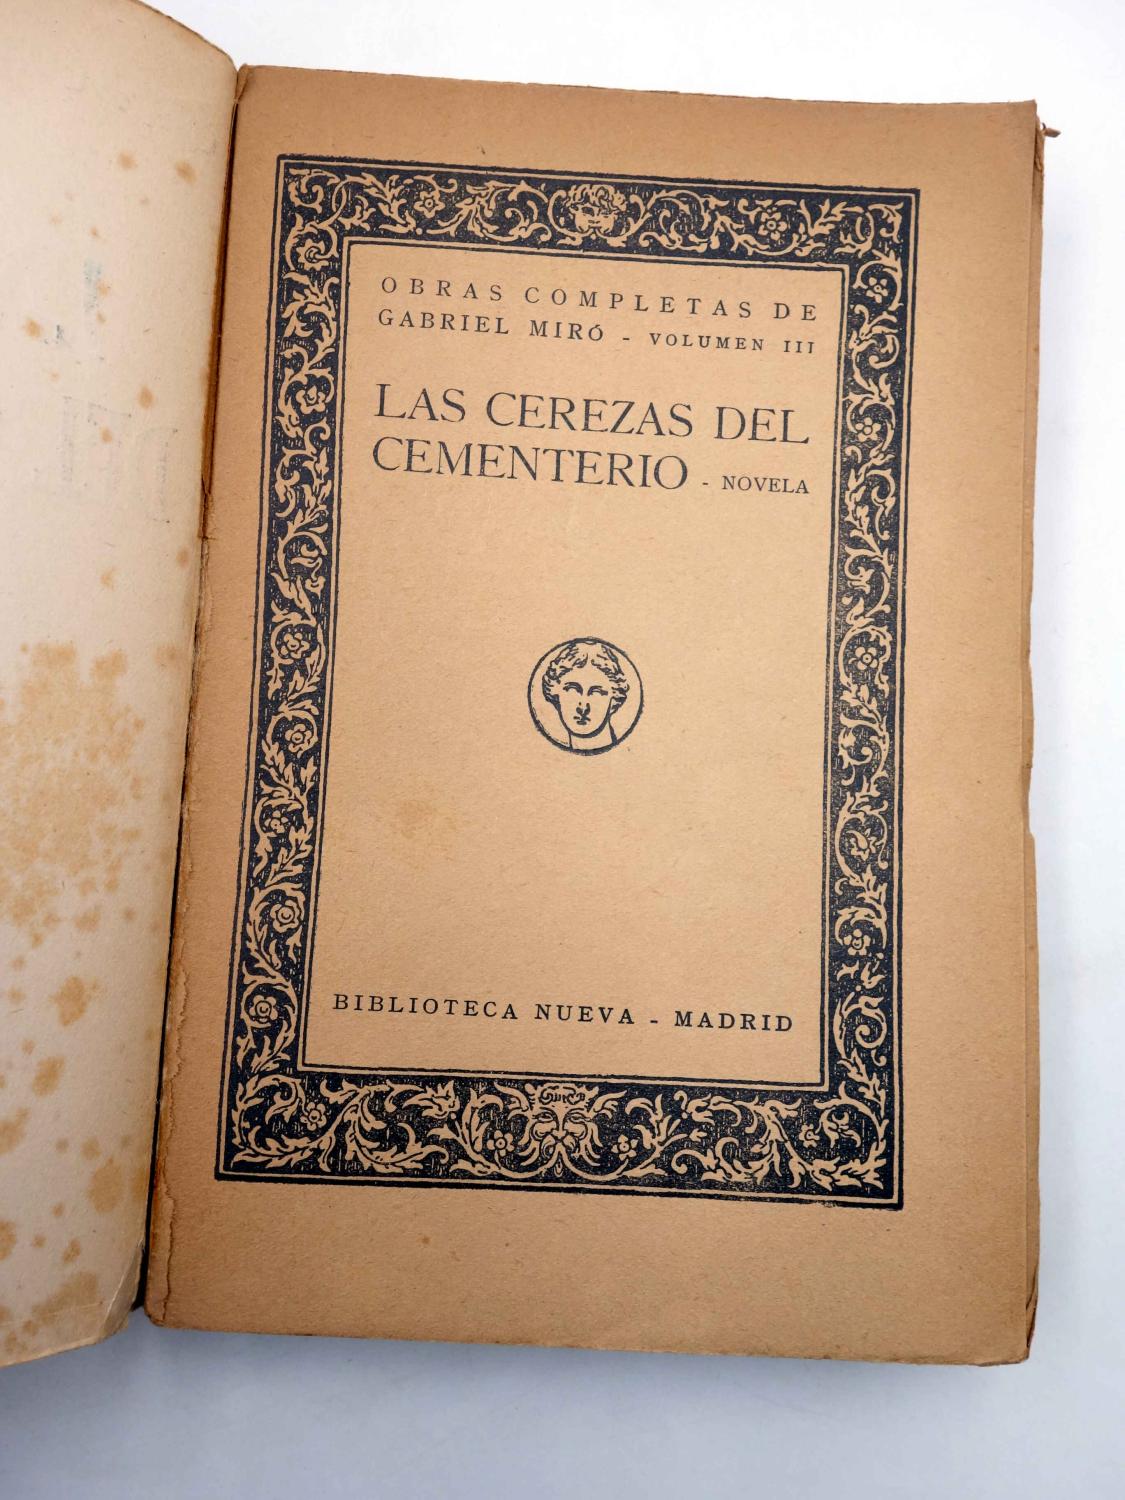 OBRAS COMPLETAS DE
GABRIEL MIRÓ - VOLUMEN III
LAS CEREZAS DEL
CEMENTERIO - NOVELA
BIBLIOTECA NUEVA - MADRID